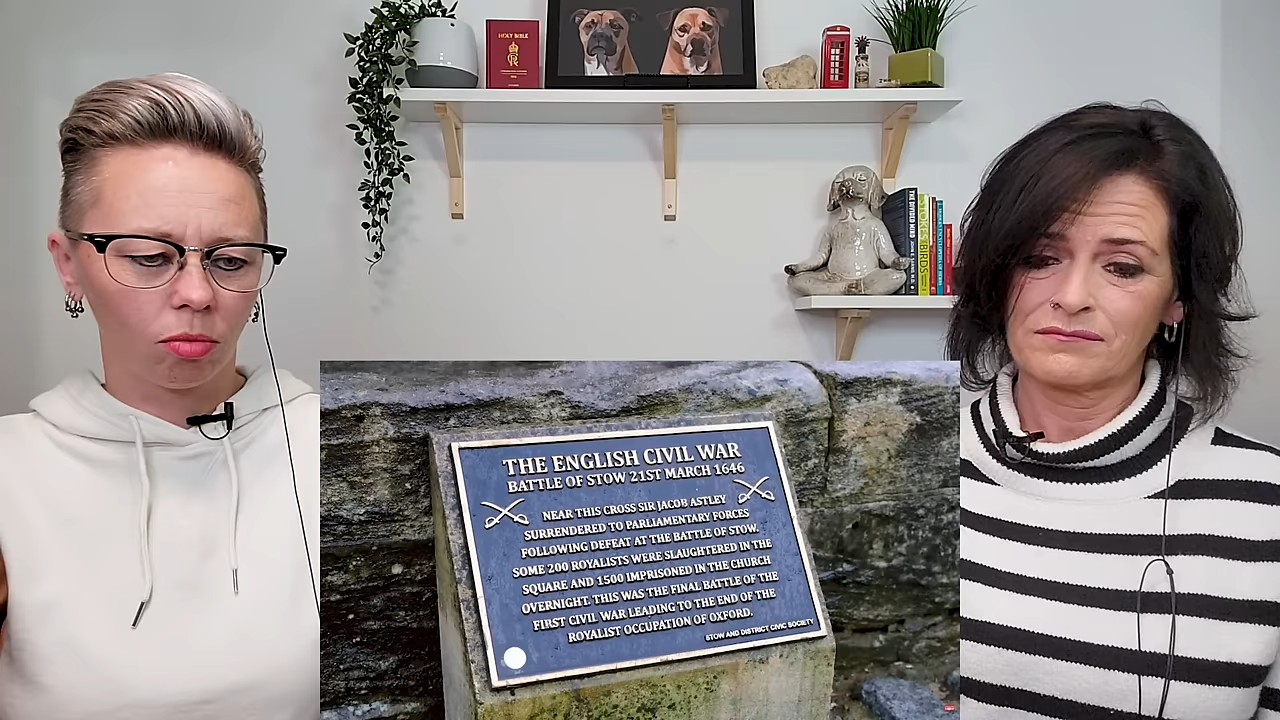 HOLY BIBLE
THE DIVIDED MIND
THE ENGLISH CIVIL WAR
BATTLE OF STOW 21ST MARCH 1646
NEAR THIS CROSS SIR JACOB ASTLEY
SURRENDERED TO PARLIAMENTARY FORCES
FOLLOWING DEFEAT AT THE BATTLE OF STOW.
SOME 200 ROYALISTS WERE SLAUGHTERED IN THE
SQUARE AND 1500 IMPRISONED IN THE CHURCH
OVERNIGHT. THIS WAS THE FINAL BATTLE OF THE
FIRST CIVIL WAR LEADING TO THE END OF THE
ROYALIST OCCUPATION OF OXFORD.
STOW AND DISTRICT CIVIC SOCIETY